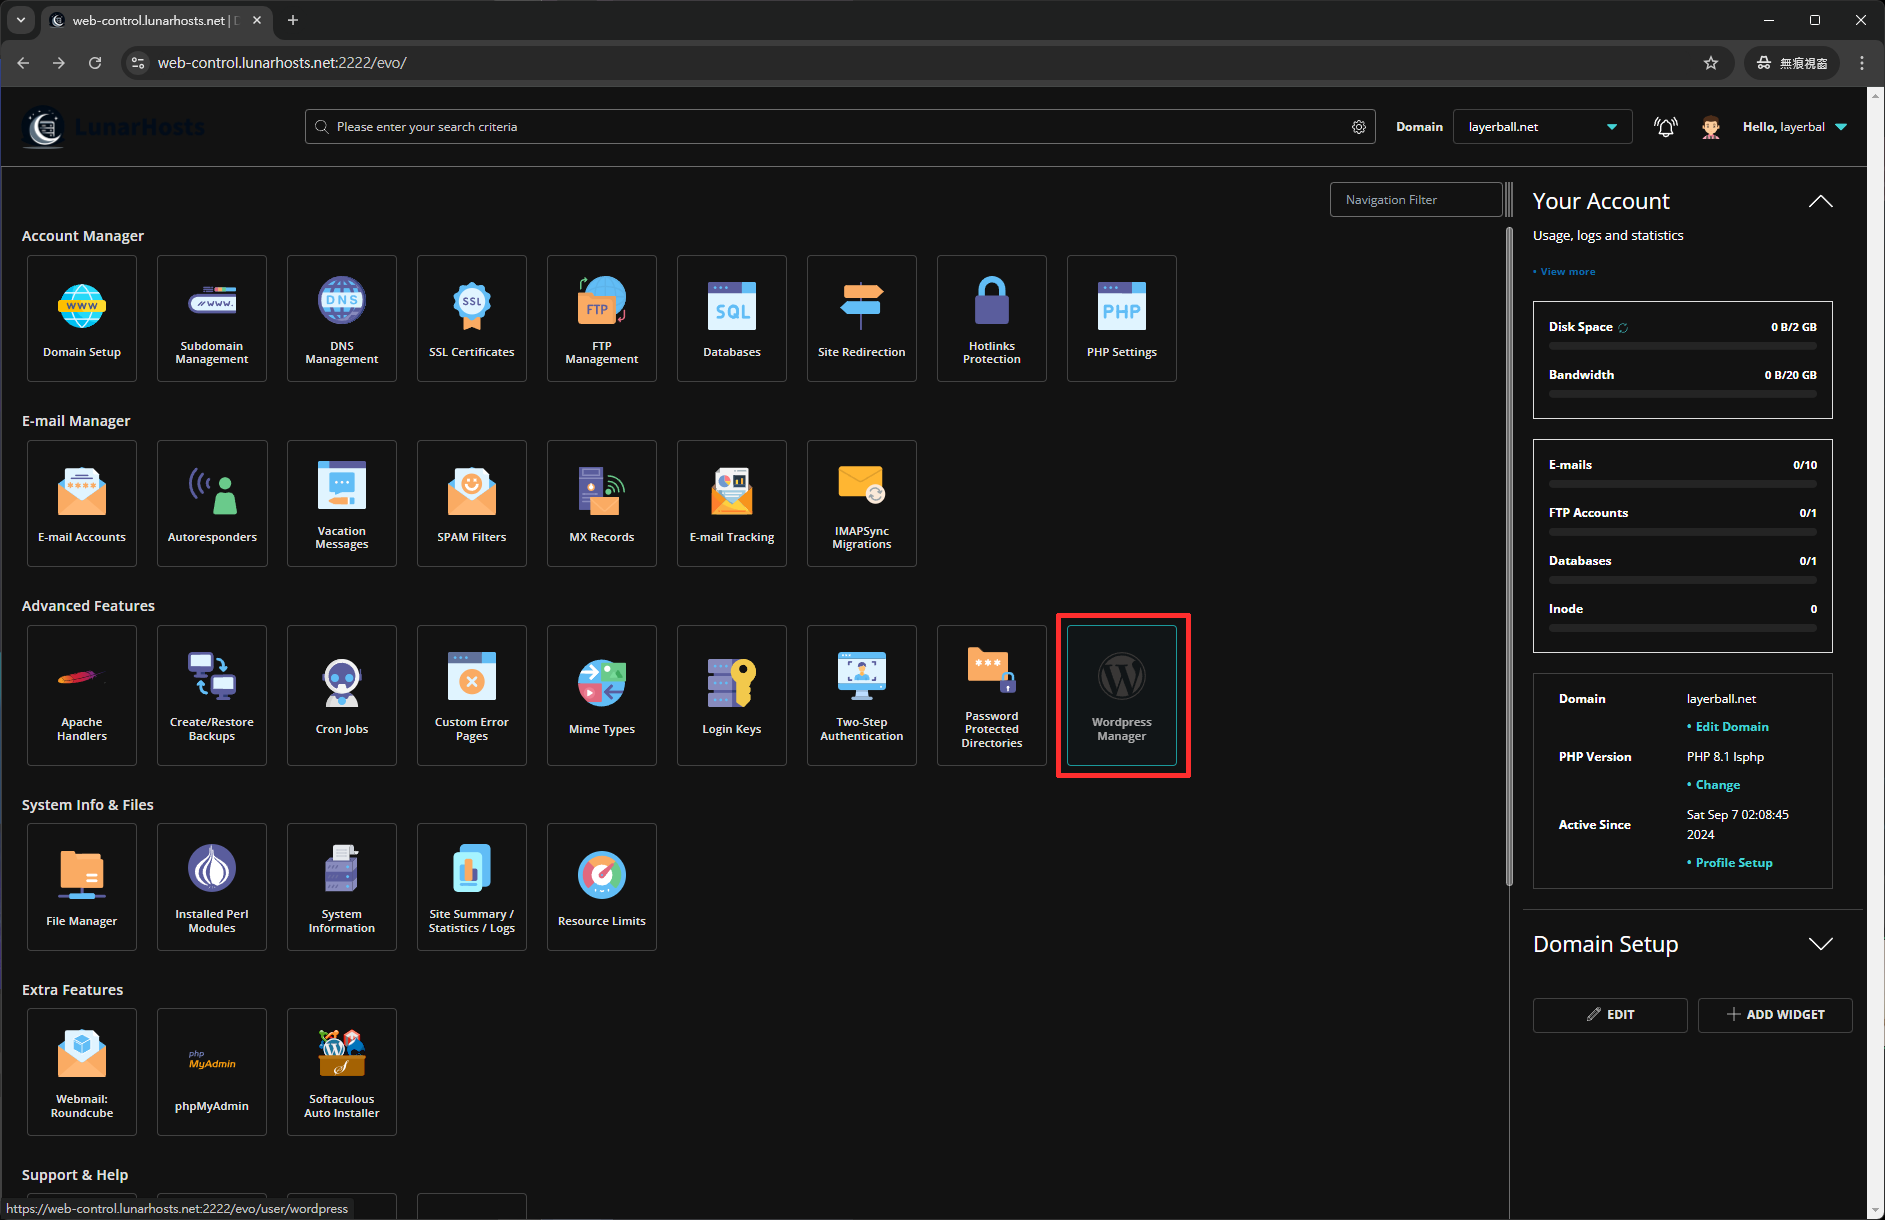 web-control.lunarhosts.net | D
web-control.lunarhosts.net:2222/evo/
無痕視窗
LunarHosts
Please enter your search criteria
Domain
layerball.net
Hello, layerbal
Navigation Filter
Account Manager
Domain Setup
Subdomain
Management
DNS
DNS
Management
SSL
SSL Certificates
FTP
FTP
Management
SQL
Databases
Site Redirection
Hotlinks
Protection
PHP
PHP Settings
E-mail Manager
E-mail Accounts
Autoresponders
Vacation
Messages
SPAM Filters
MX Records
E-mail Tracking
IMAPSync
Migrations
Advanced Features
Apache
Handlers
Create/Restore
Backups
Cron Jobs
Custom Error
Pages
Mime Types
Login Keys
Two-Step
Authentication
Password
Protected
Directories
Wordpress
Manager
System Info & Files
File Manager
Installed Perl
Modules
System
Information
Site Summary /
Statistics / Logs
Resource Limits
Extra Features
Webmail:
Roundcube
php
MyAdmin
phpMyAdmin
Softaculous
Auto Installer
Support & Help
https://web-control.lunarhosts.net:2222/evo/user/wordpress
Your Account
Usage, logs and statistics
• View more
Disk Space 0 B/2 GB
Bandwidth 0 B/20 GB
E-mails 0/10
FTP Accounts 0/1
Databases 0/1
Inode 0
Domain layerball.net
• Edit Domain
PHP Version PHP 8.1 lsphp
• Change
Active Since Sat Sep 7 02:08:45
2024
• Profile Setup
Domain Setup
EDIT
ADD WIDGET